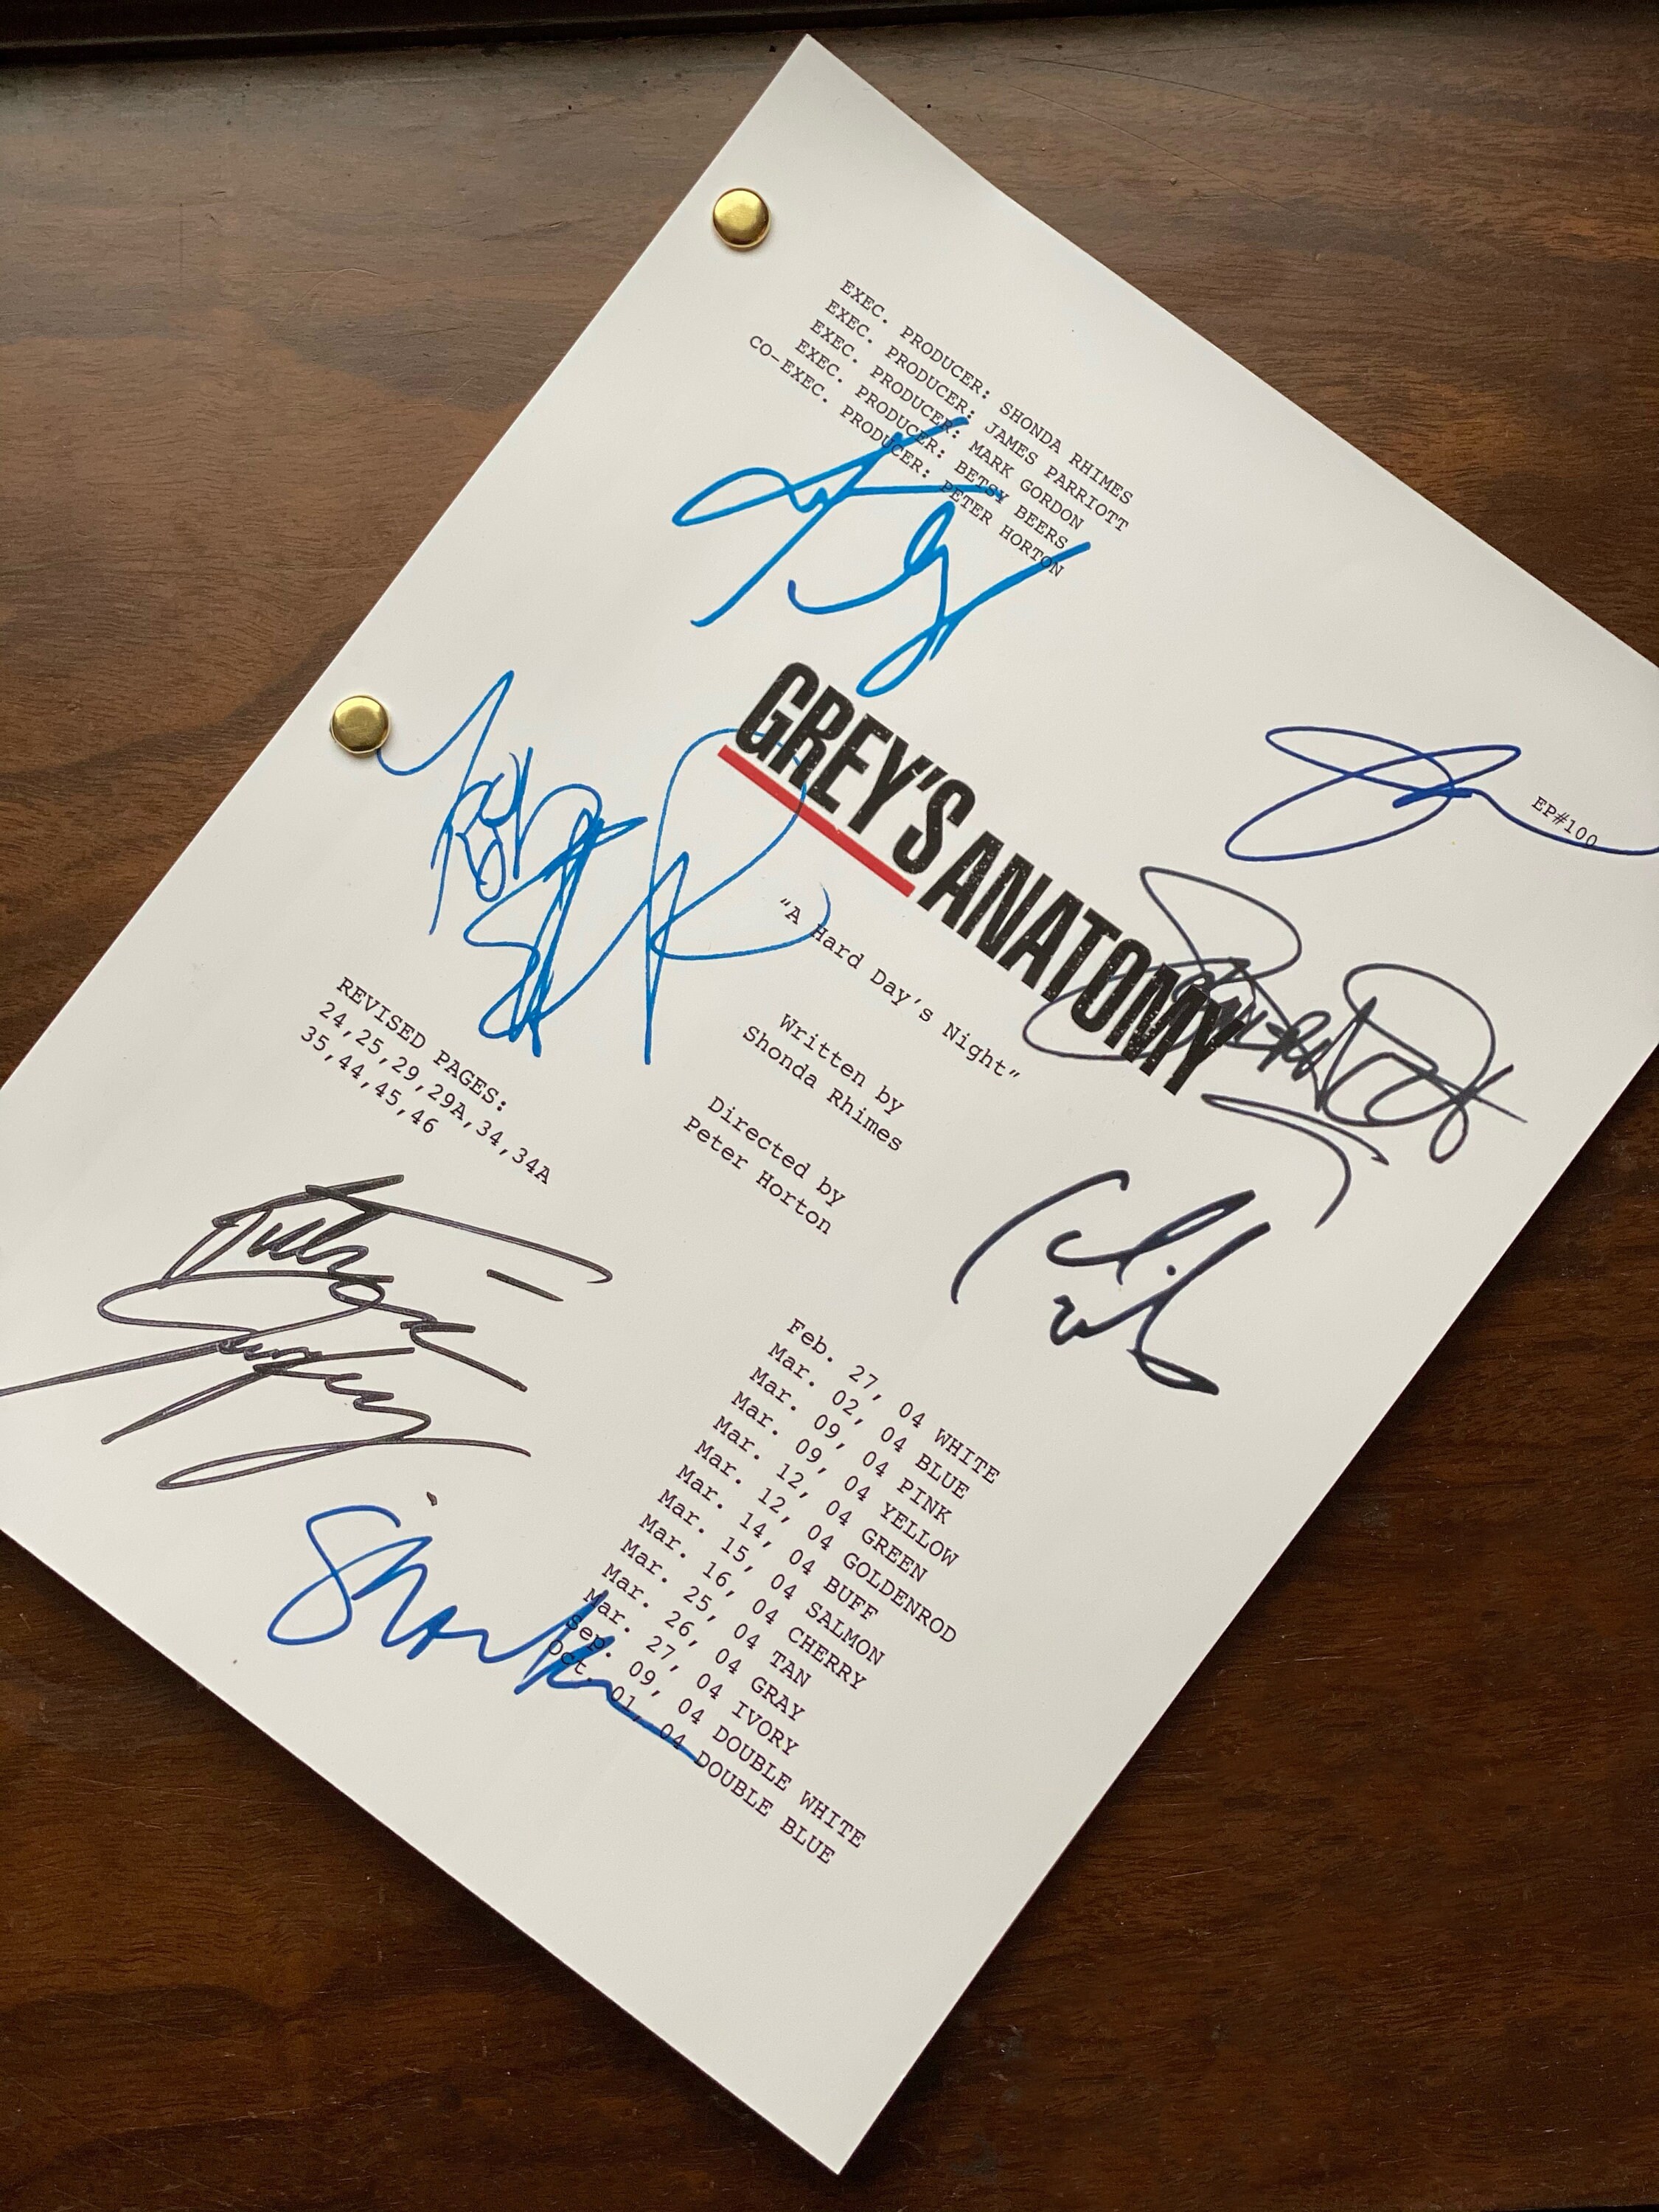 EXEC. PRODUCER: SHONDA RHIMES
EXEC. PRODUCER: JAMES PARRIOTT
EXEC. PRODUCER: MARK GORDON
EXEC. PRODUCER: BETSY BEERS
CO-EXEC. PRODUCER: PETER HORTON
EP#100
GREY'S ANATOMY
"A Hard Day's Night"
Written by
Shonda Rhimes
Directed by
Peter Horton
REVISED PAGES:
24,25,29,29A,34,34A
35,44,45,46
Feb. 27, 04 WHITE
Mar. 02, 04 BLUE
Mar. 09, 04 PINK
Mar. 09, 04 YELLOW
Mar. 12, 04 GREEN
Mar. 12, 04 GOLDENROD
Mar. 14, 04 BUFF
Mar. 15, 04 SALMON
Mar. 16, 04 CHERRY
Mar. 25, 04 TAN
Mar. 26, 04 GRAY
Mar. 27, 04 IVORY
Sep. 09, 04 DOUBLE WHITE
Oct. 01, 04 DOUBLE BLUE